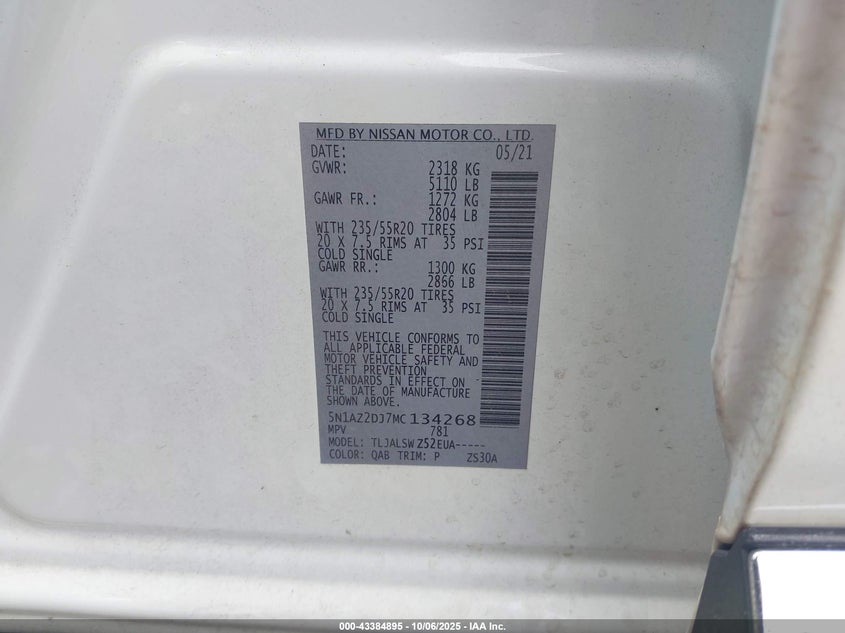 MFD BY NISSAN MOTOR CO., LTD.
DATE: 05/21
GVWR: 2318 KG
5110 LB
GAWR FR.: 1272 KG
2804 LB
WITH 235/55R20 TIRES
20 X 7.5 RIMS AT 35 PSI
COLD SINGLE
GAWR RR.: 1300 KG
2866 LB
WITH 235/55R20 TIRES
20 X 7.5 RIMS AT 35 PSI
COLD SINGLE
THIS VEHICLE CONFORMS TO
ALL APPLICABLE FEDERAL
MOTOR VEHICLE SAFETY AND
THEFT PREVENTION
STANDARDS IN EFFECT ON
THE DATE OF MANUFACTURE
SHOWN ABOVE.
5N1AZ2DJ7MC134268
MPV 781
MODEL: TLJALSWZ52EUA-----
COLOR: QAB TRIM: P ZS30A
000-43384895 - 10/06/2025 - IAA Inc.